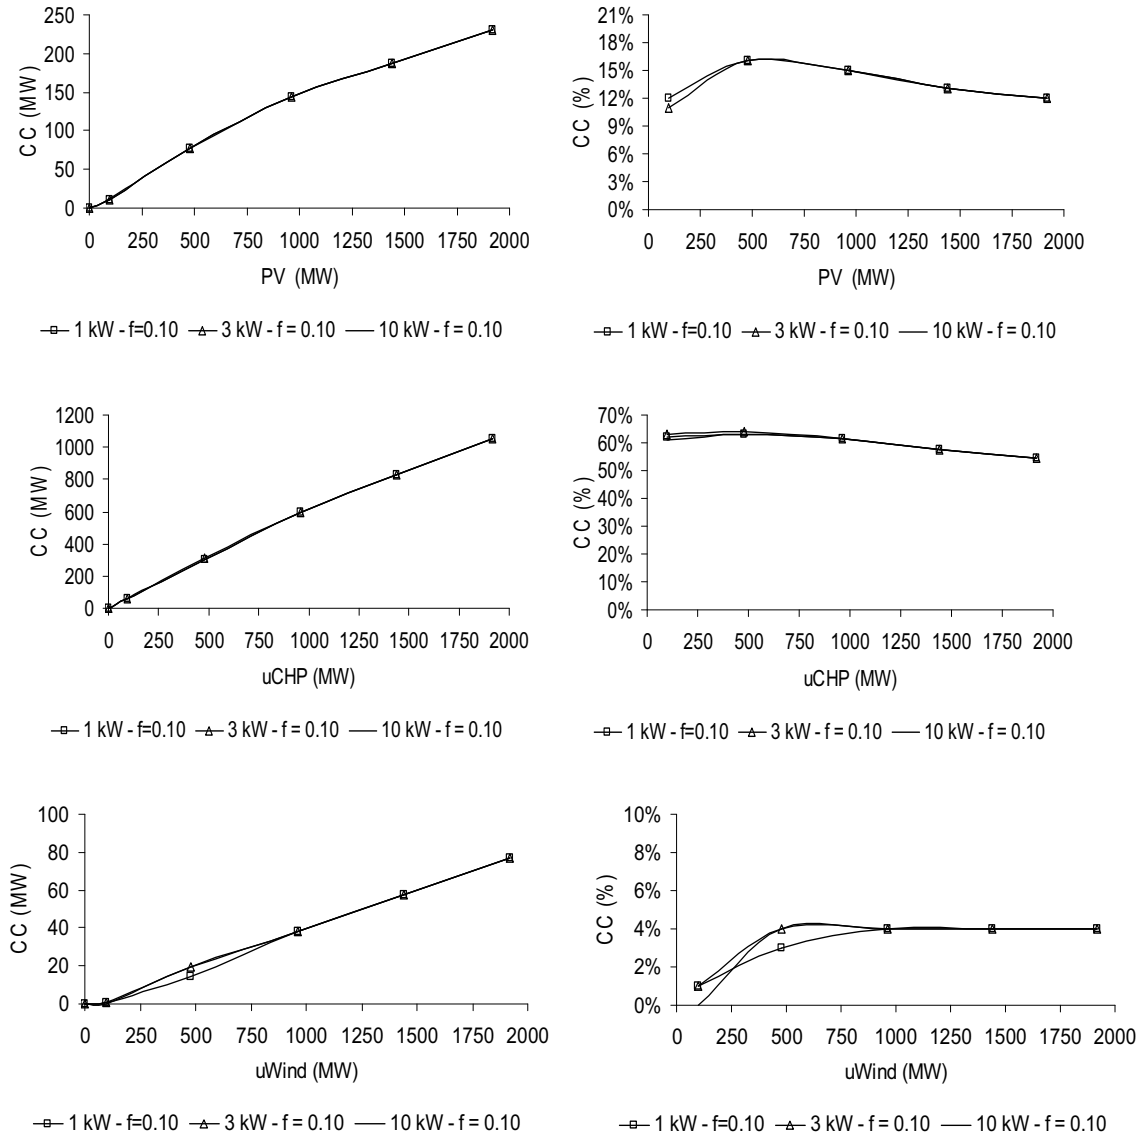 CC (MW)
250
200
150
100
50
0
0 250 500 750 1000 1250 1500 1750 2000
PV (MW)
1 kW - f=0.10 3 kW - f = 0.10 10 kW - f = 0.10
CC (%)
21%
18%
15%
12%
9%
6%
3%
0%
0 250 500 750 1000 1250 1500 1750 2000
PV (MW)
1 kW - f=0.10 3 kW - f = 0.10 10 kW - f = 0.10
CC (MW)
1200
1000
800
600
400
200
0
0 250 500 750 1000 1250 1500 1750 2000
uCHP (MW)
1 kW - f=0.10 3 kW - f = 0.10 10 kW - f = 0.10
CC (%)
70%
60%
50%
40%
30%
20%
10%
0%
0 250 500 750 1000 1250 1500 1750 2000
uCHP (MW)
1 kW - f=0.10 3 kW - f = 0.10 10 kW - f = 0.10
CC (MW)
100
80
60
40
20
0
0 250 500 750 1000 1250 1500 1750 2000
uWind (MW)
1 kW - f=0.10 3 kW - f = 0.10 10 kW - f = 0.10
CC (%)
10%
8%
6%
4%
2%
0%
0 250 500 750 1000 1250 1500 1750 2000
uWind (MW)
1 kW - f=0.10 3 kW - f = 0.10 10 kW - f = 0.10